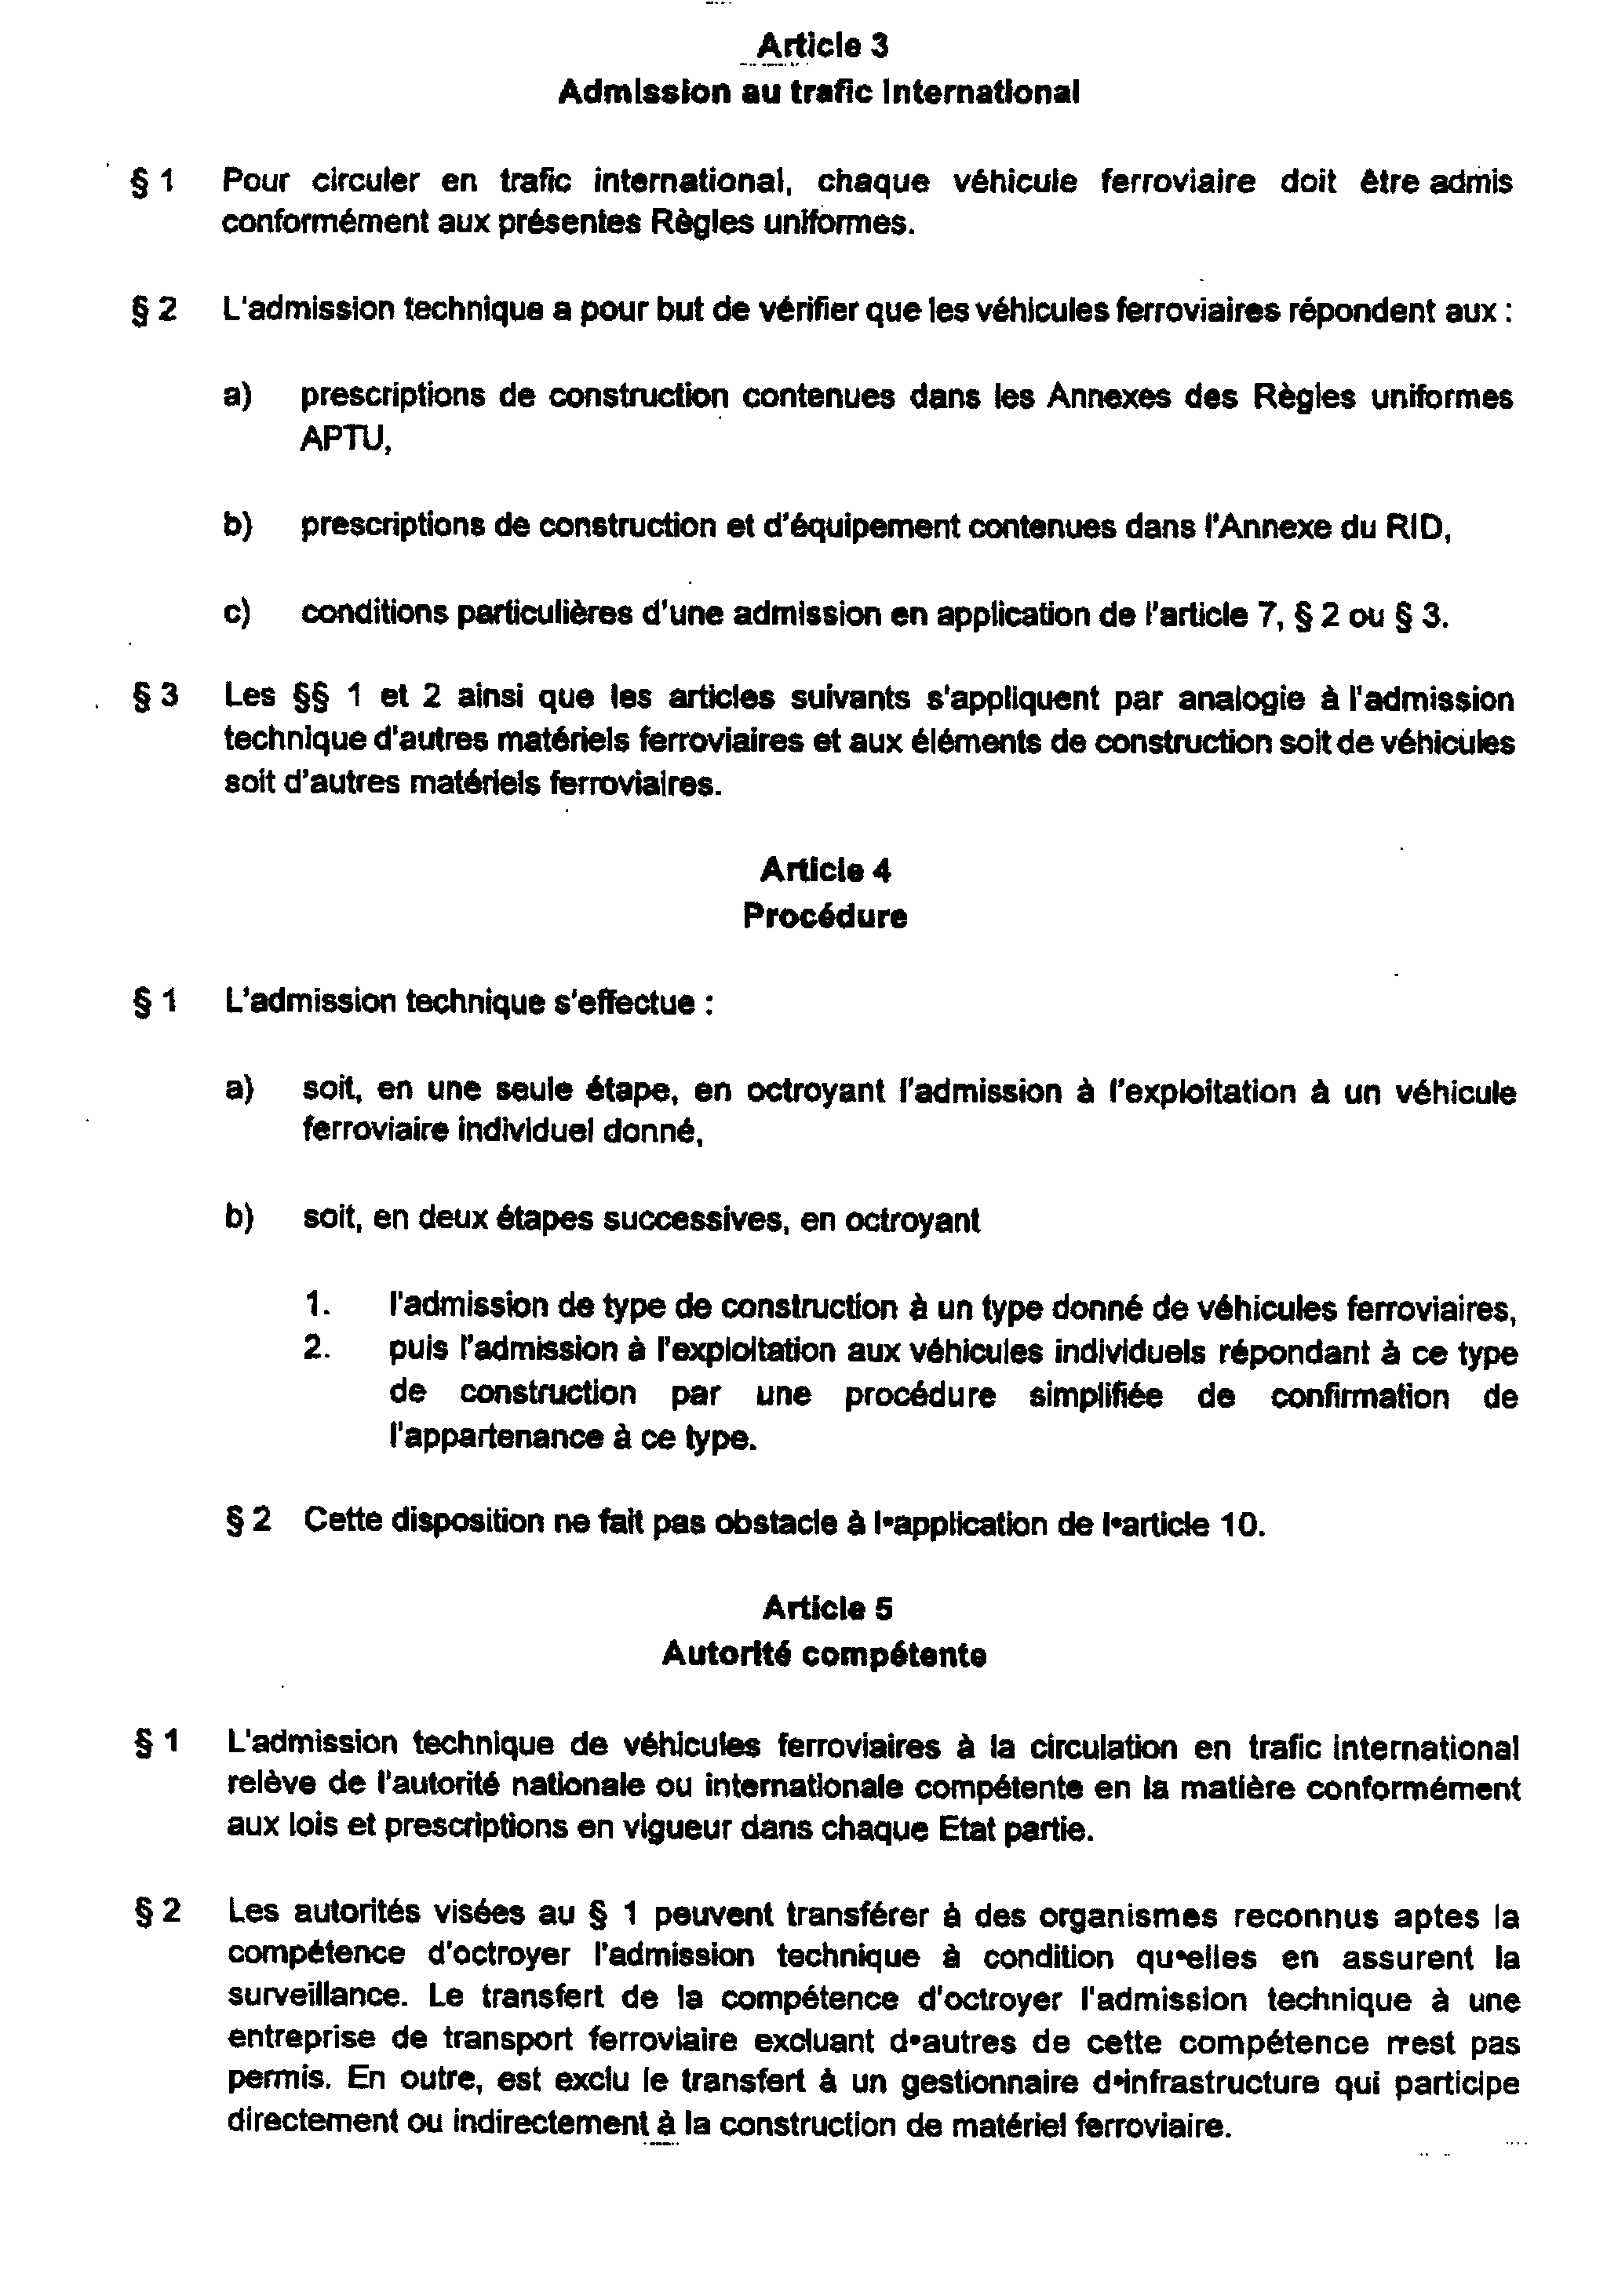 Article 3
Admission au trafic International
§ 1 Pour circuler en trafic international, chaque véhicule ferroviaire doit être admis
conformément aux présentes Règles uniformes.
§ 2 L'admission technique a pour but de vérifier que les véhicules ferroviaires répondent aux :
a) prescriptions de construction contenues dans les Annexes des Règles uniformes
APTU,
b) prescriptions de construction et d'équipement contenues dans l'Annexe du RID,
c) conditions particulières d'une admission en application de l'article 7, § 2 ou § 3.
§ 3 Les §§ 1 et 2 ainsi que les articles suivants s'appliquent par analogie à l'admission
technique d'autres matériels ferroviaires et aux éléments de construction soit de véhicules
soit d'autres matériels ferroviaires.
Article 4
Procédure
§ 1 L'admission technique s'effectue :
a) soit, en une seule étape, en octroyant l'admission à l'exploitation à un véhicule
ferroviaire individuel donné,
b) soit, en deux étapes successives, en octroyant
1. l'admission de type de construction à un type donné de véhicules ferroviaires,
2. puis l'admission à l'exploitation aux véhicules individuels répondant à ce type
de construction par une procédure simplifiée de confirmation de
l'appartenance à ce type.
§ 2 Cette disposition ne fait pas obstacle à l•application de l•article 10.
Article 5
Autorité compétente
§ 1 L'admission technique de véhicules ferroviaires à la circulation en trafic international
relève de l'autorité nationale ou internationale compétente en la matière conformément
aux lois et prescriptions en vigueur dans chaque Etat partie.
§ 2 Les autorités visées au § 1 peuvent transférer à des organismes reconnus aptes la
compétence d'octroyer l'admission technique à condition qu•elles en assurent la
surveillance. Le transfert de la compétence d'octroyer l'admission technique à une
entreprise de transport ferroviaire excluant d•autres de cette compétence n•est pas
permis. En outre, est exclu le transfert à un gestionnaire d•infrastructure qui participe
directement ou indirectement à la construction de matériel ferroviaire.